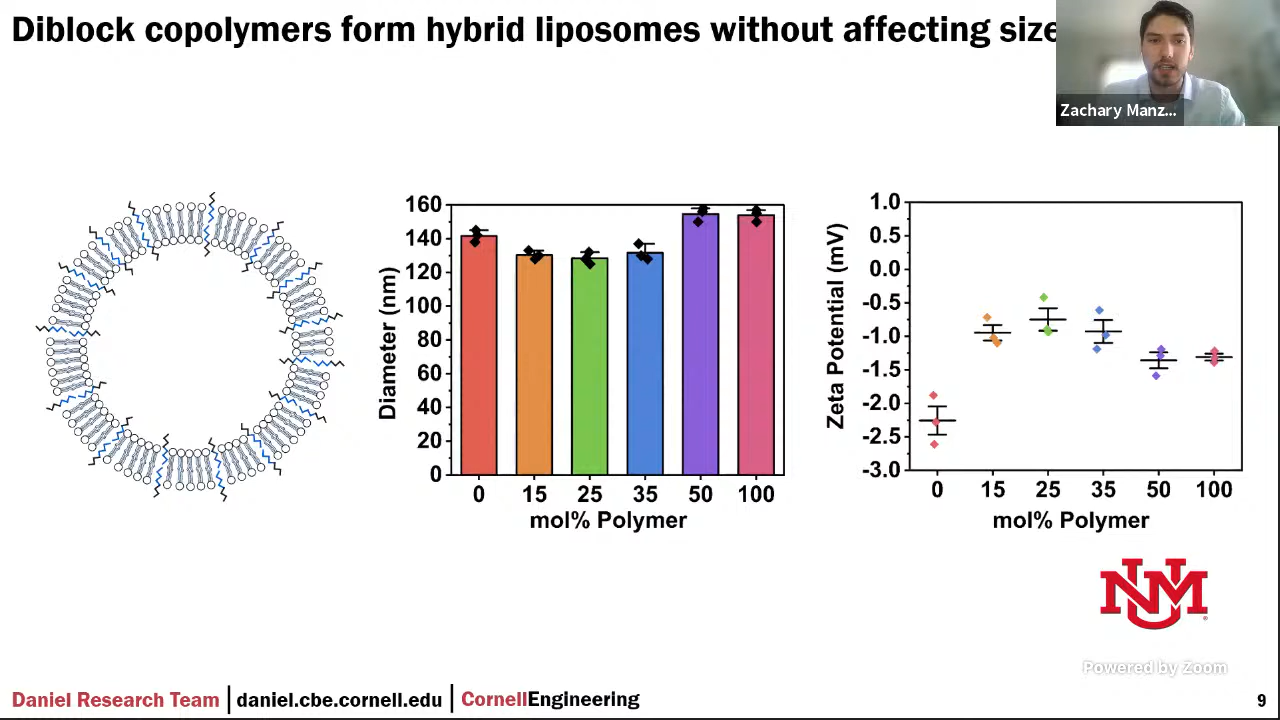 Diblock copolymers form hybrid liposomes without affecting size
Zachary Manz...
160
140
120
100
80
60
40
20
0
Diameter (nm)
0 15 25 35 50 100
mol% Polymer
1.0
0.5
0.0
-0.5
-1.0
-1.5
-2.0
-2.5
-3.0
Zeta Potential (mV)
0 15 25 35 50 100
mol% Polymer
UNM
Powered by Zoom
Daniel Research Team | daniel.cbe.cornell.edu | CornellEngineering
9